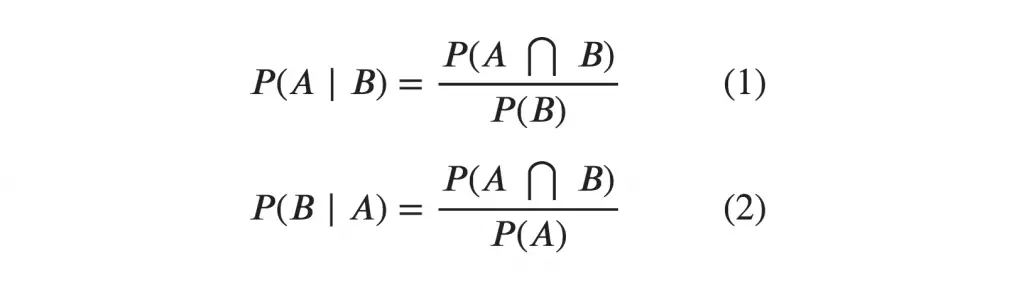 P(A | B) = P(A ⋂ B) / P(B) (1)
P(B | A) = P(A ⋂ B) / P(A) (2)